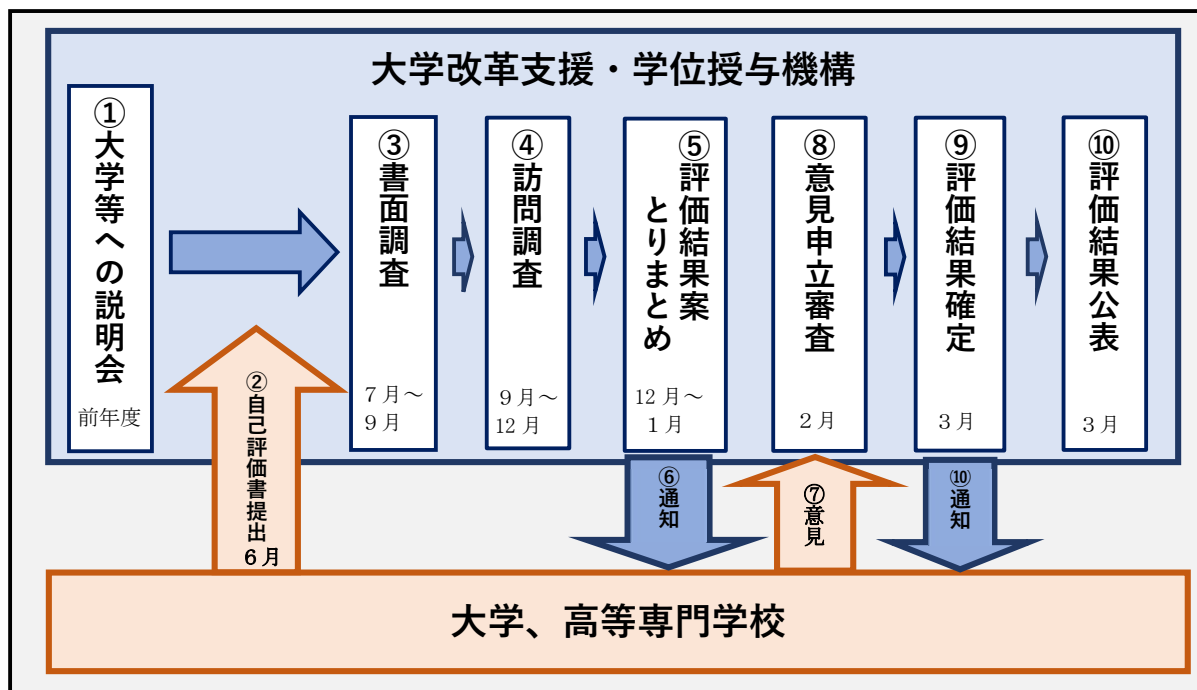 大学改革支援・学位授与機構
①大学等への説明会
前年度
②自己評価書提出
６月
③書面調査
７月～
９月
④訪問調査
９月～
12月
⑤評価結果案
とりまとめ
12月～
１月
⑥通知
⑦意見
⑧意見申立審査
２月
⑨評価結果確定
３月
⑩通知
⑩評価結果公表
３月
大学、高等専門学校